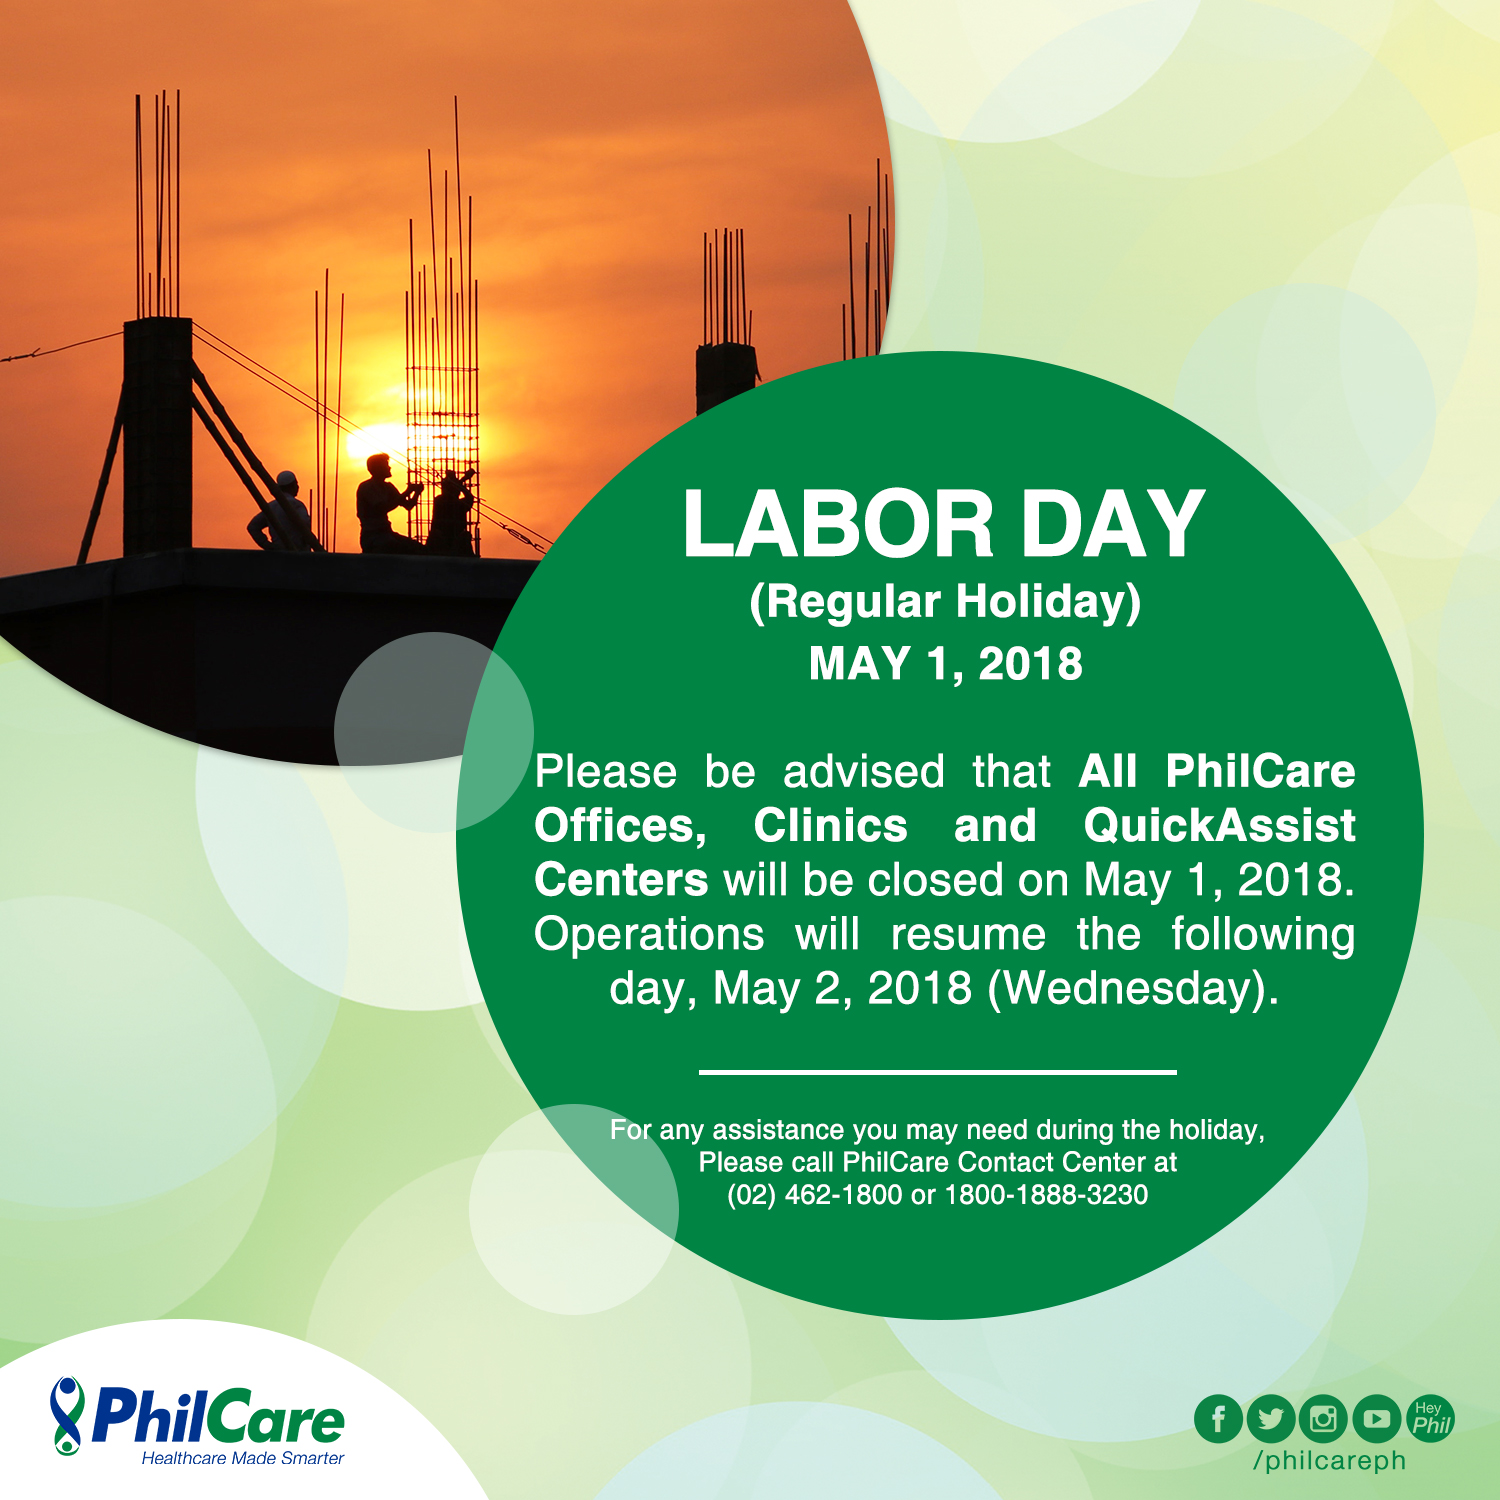 LABOR DAY
(Regular Holiday)
MAY 1, 2018
Please be advised that All PhilCare
Offices, Clinics and QuickAssist
Centers will be closed on May 1, 2018.
Operations will resume the following
day, May 2, 2018 (Wednesday).
For any assistance you may need during the holiday,
Please call PhilCare Contact Center at
(02) 462-1800 or 1800-1888-3230
PhilCare
Healthcare Made Smarter
Hey
Phil
/philcareph